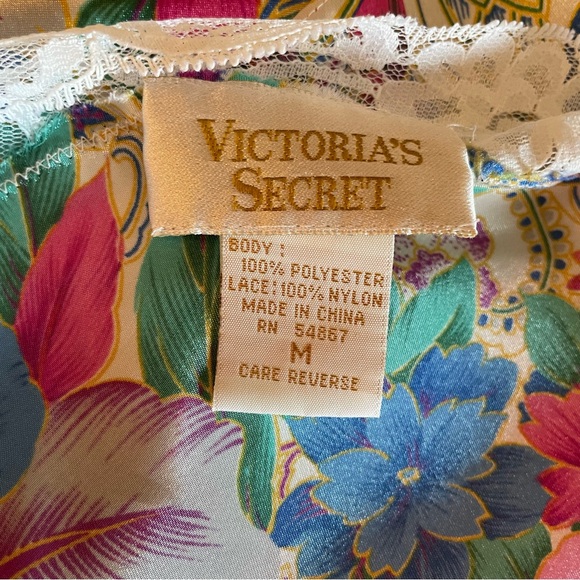 VICTORIA'S
SECRET
BODY:
100% POLYESTER
LACE: 100% NYLON
MADE IN CHINA
RN 54867
M
CARE REVERSE